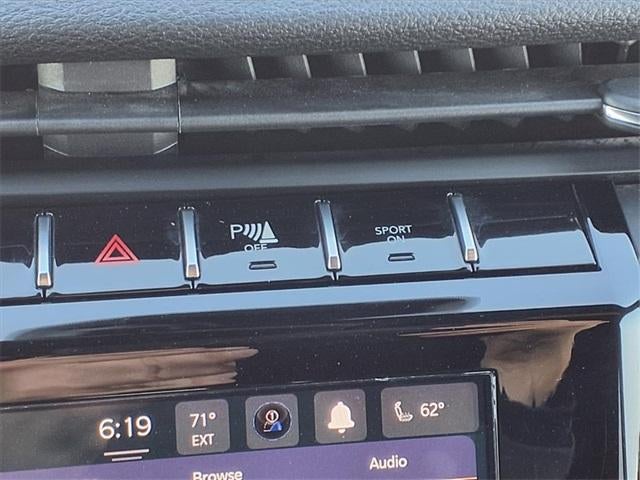 P
OFF
SPORT
ON
6:19
71°
EXT
62°
Browse
Audio